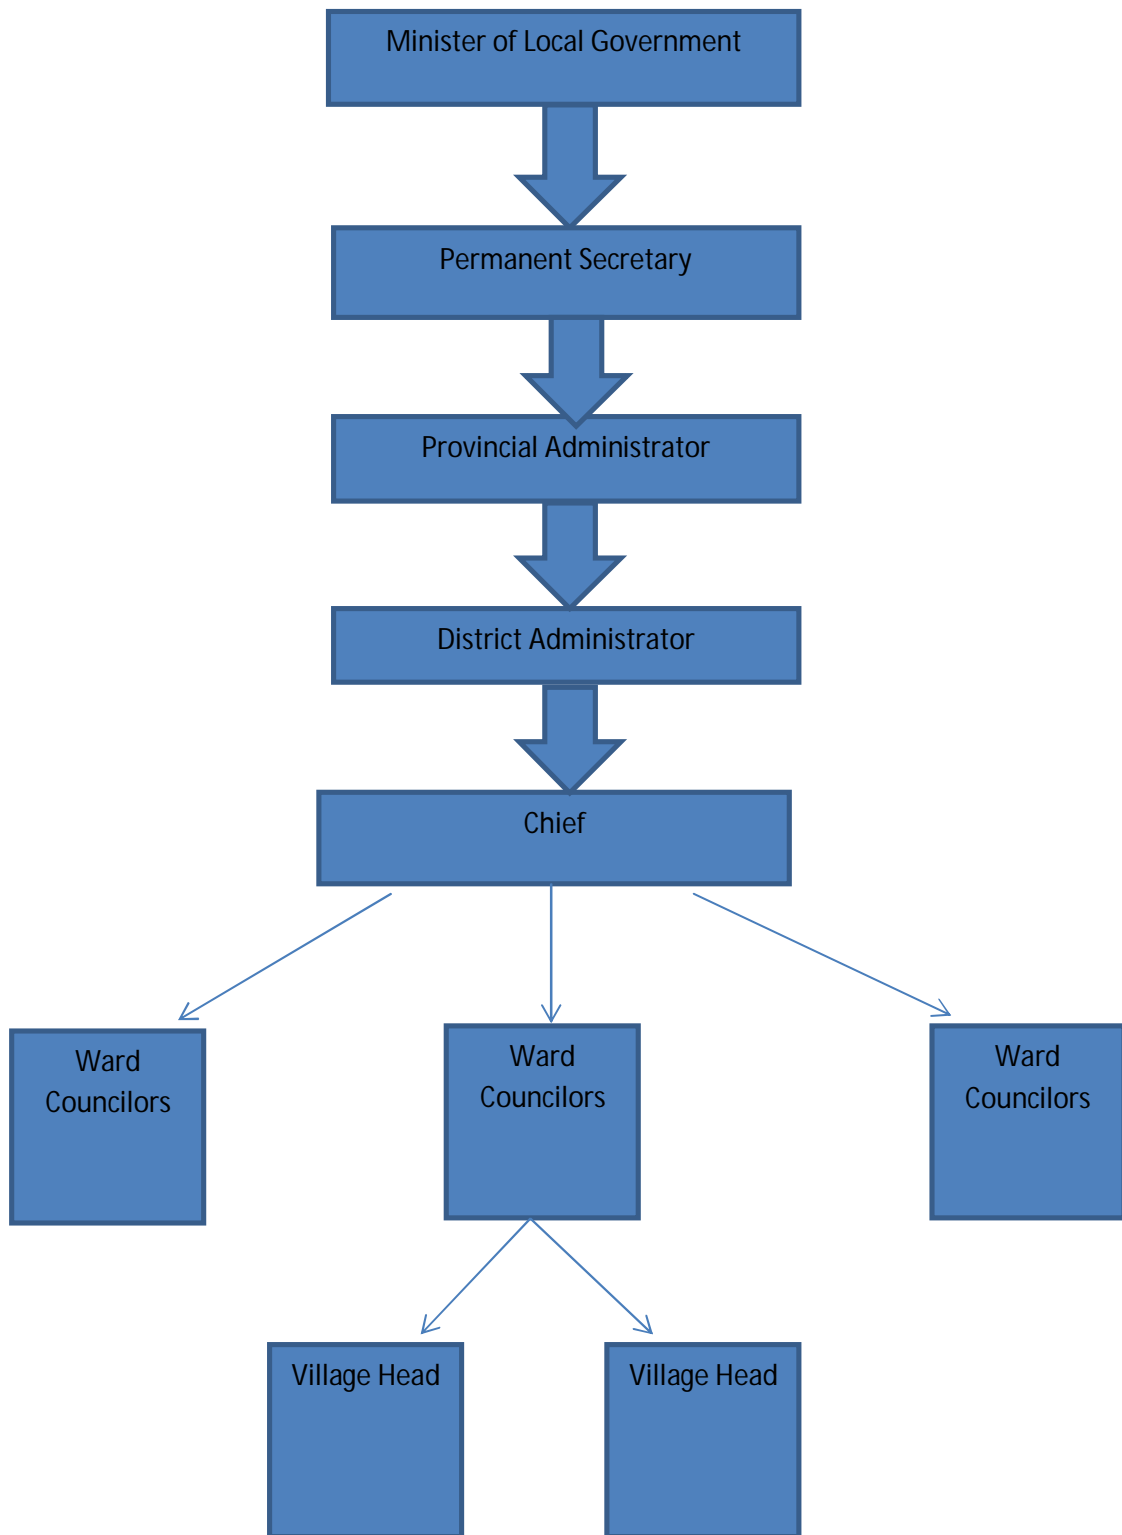 Minister of Local Government
Permanent Secretary
Provincial Administrator
District Administrator
Chief
Ward
Councilors
Ward
Councilors
Ward
Councilors
Village Head
Village Head